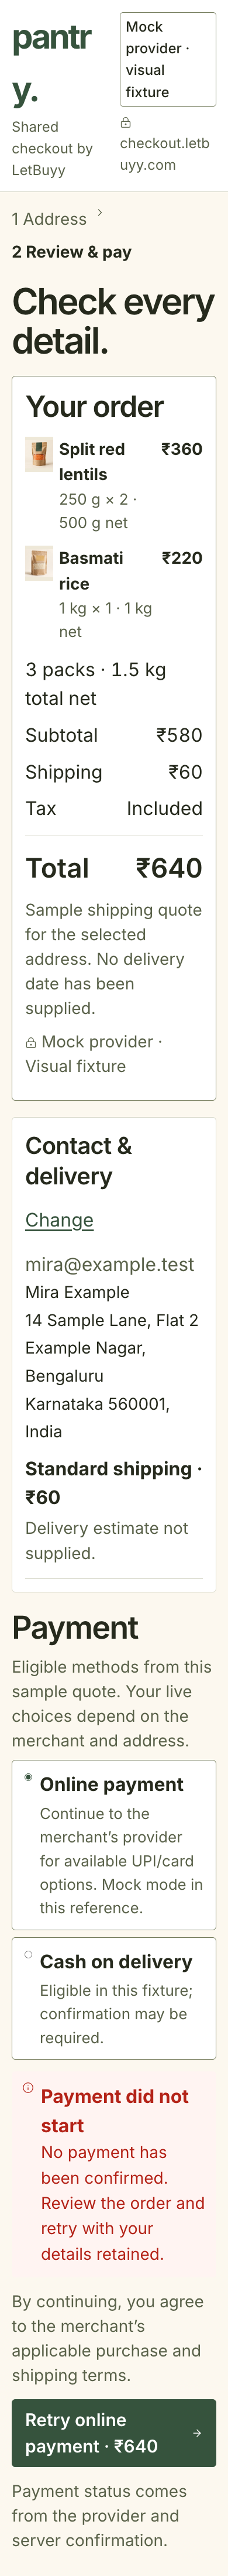 pantr
y.
Shared
checkout by
LetBuyy
Mock
provider ·
visual
fixture
checkout.letb
uyy.com
1 Address
2 Review & pay
Check every
detail.
Your order
Split red ₹360
lentils
250 g × 2 ·
500 g net
Basmati ₹220
rice
1 kg × 1 · 1 kg
net
3 packs · 1.5 kg
total net
Subtotal ₹580
Shipping ₹60
Tax Included
Total ₹640
Sample shipping quote
for the selected
address. No delivery
date has been
supplied.
Mock provider ·
Visual fixture
Contact &
delivery
Change
mira@example.test
Mira Example
14 Sample Lane, Flat 2
Example Nagar,
Bengaluru
Karnataka 560001,
India
Standard shipping ·
₹60
Delivery estimate not
supplied.
Payment
Eligible methods from this
sample quote. Your live
choices depend on the
merchant and address.
Online payment
Continue to the
merchant’s provider
for available UPI/card
options. Mock mode in
this reference.
Cash on delivery
Eligible in this fixture;
confirmation may be
required.
Payment did not
start
No payment has
been confirmed.
Review the order and
retry with your
details retained.
By continuing, you agree
to the merchant’s
applicable purchase and
shipping terms.
Retry online
payment · ₹640
Payment status comes
from the provider and
server confirmation.